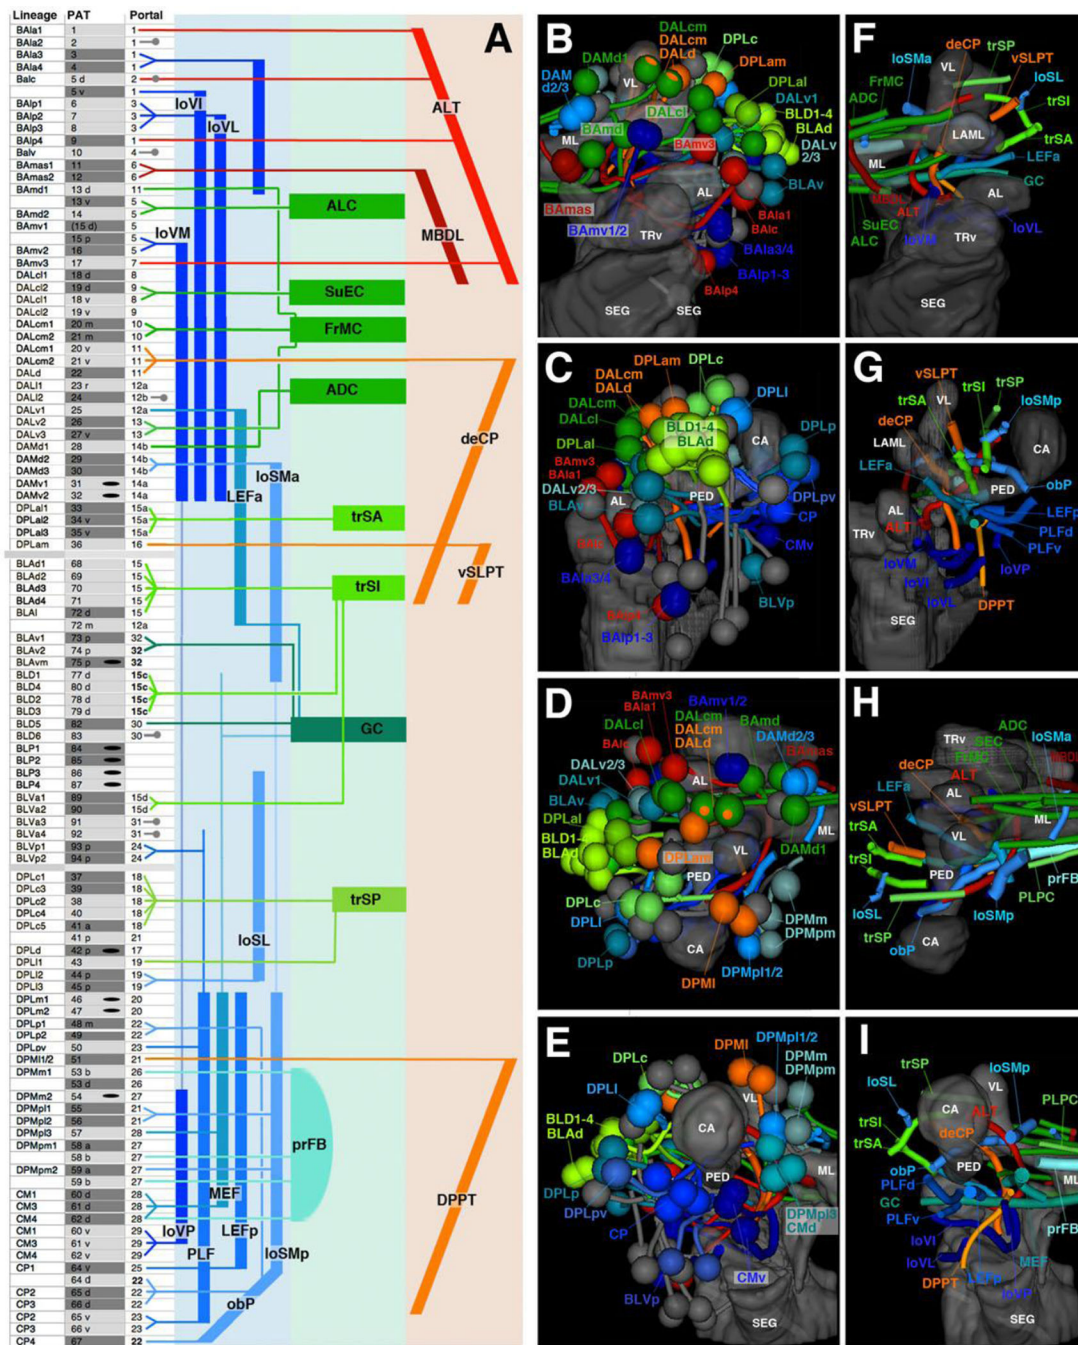 Lineage PAT Portal
BAla1 1 1
BAla2 2 1
BAla3 3 1
BAla4 4 1
Balc 5 d 2
5 v 1
BAlp1 6 3
BAlp2 7 3
BAlp3 8 3
BAlp4 9 1
Balv 10 4
BAmas1 11 6
BAmas2 12 6
BAmd1 13 d 11
13 v 5
BAmd2 14 5
BAmv1 (15 d) 5
15 p 5
BAmv2 16 5
BAmv3 17 7
DALcl1 18 d 8
DALcl2 19 d 9
DALcl1 18 v 8
DALcl2 19 v 9
DALcm1 20 m 10
DALcm2 21 m 10
DALcm1 20 v 11
DALcm2 21 v 11
DALd 22 11
DALl1 23 r 12a
DALl2 24 12b
DALv1 25 12a
DALv2 26 13
DALv3 27 v 13
DAMd1 28 14b
DAMd2 29 14b
DAMd3 30 14b
DAMv1 31 14a
DAMv2 32 14a
DPLal1 33 15a
DPLal2 34 v 15a
DPLal3 35 v 15a
DPLam 36 16
BLAd1 68 15
BLAd2 69 15
BLAd3 70 15
BLAd4 71 15
BLAl 72 d 15
72 m 12a
BLAv1 73 p 32
BLAv2 74 p 32
BLAvm 75 p 32
BLD1 77 d 15c
BLD4 80 d 15c
BLD2 78 d 15c
BLD3 79 d 15c
BLD5 82 30
BLD6 83 30
BLP1 84
BLP2 85
BLP3 86
BLP4 87
BLVa1 89 15d
BLVa2 90 15d
BLVa3 91 31
BLVa4 92 31
BLVp1 93 p 24
BLVp2 94 p 24
DPLc1 37 18
DPLc3 39 18
DPLc2 38 18
DPLc4 40 18
DPLc5 41 a 18
41 p 21
DPLd 42 p 17
DPLl1 43 19
DPLl2 44 p 19
DPLl3 45 p 19
DPLm1 46 20
DPLm2 47 20
DPLp1 48 m 22
DPLp2 49 22
DPLpv 50 23
DPMl1/2 51 21
DPMm1 53 b 26
53 d 26
DPMm2 54 27
DPMpl1 55 21
DPMpl2 56 21
DPMpl3 57 28
DPMpm1 58 a 27
58 b 27
DPMpm2 59 a 27
59 b 27
CM1 60 d 28
CM3 61 d 28
CM4 62 d 28
CM1 60 v 29
CM3 61 v 29
CM4 62 v 29
CP1 64 v 25
64 d 22
CP2 65 d 22
CP3 66 d 22
CP2 65 v 23
CP3 66 v 23
CP4 67 22
A
loVI
loVL
ALT
ALC
MBDL
loVM
SuEC
FrMC
ADC
deCP
loSMa
LEFa
trSA
vSLPT
trSI
GC
trSP
loSL
prFB
MEF
loVP
PLF
LEFp
loSMp
obP
DPPT
B
DALcm
DALcm
DALd
DPLc
DAMd1
VL
DPLam
DAM
d2/3
DPLal
DALv1
DALcl
BLD1-4
BLAd
BAmd
ML
BAmv3
DALv
2/3
AL
BLAv
BAmas
BAmv1/2
BAla1
BAlc
TRv
BAla3/4
BAlp1-3
BAlp4
SEG
SEG
F
deCP
trSP
VL
loSMa
vSLPT
loSL
FrMC
ADC
trSI
LAML
trSA
ML
LEFa
GC
MBDL
AL
ALT
SuEC
loVM
loVL
ALC
TRv
SEG
C
DPLam
DPLc
DALcm
DALd
DALcm
DPLl
DALcl
BLD1-4
BLAd
CA
DPLp
DPLal
BAmv3
BAla1
DALv2/3
AL
PED
DPLpv
BLAv
CP
BAlc
CMv
BAla3/4
BLVp
BAlp4
BAlp1-3
G
trSI
trSP
vSLPT
VL
loSMp
trSA
deCP
CA
LAML
LEFa
PED
obP
AL
LEFp
ALT
PLFd
TRv
PLFv
loVM
loVI
loVP
loVL
DPPT
SEG
D
BAmv3
BAla1
BAmv1/2
DALcm
DALcl
DALcm
BAmd
DALd
BAlc
DAMd2/3
BAmas
DALv2/3
AL
DALv1
BLAv
DPLal
ML
BLD1-4
BLAd
VL
DPLam
DAMd1
PED
DPLc
DPLl
DPMm
DPMpm
CA
DPLp
DPMpl1/2
DPMl
H
ADC
TRv
loSMa
SEC
deCP
FrMC
MBDL
ALT
LEFa
AL
vSLPT
ML
VL
trSA
trSI
PED
prFB
PLPC
loSL
loSMp
trSP
obP
CA
E
DPMpl1/2
DPMl
DPLc
DPMm
DPMpm
DPLl
VL
BLD1-4
BLAd
CA
ML
PED
DPLp
DPMpl3
CMd
DPLpv
CP
CMv
BLVp
SEG
I
trSP
loSMp
VL
loSL
CA
ALT
PLPC
trSI
deCP
trSA
PED
ML
obP
PLFd
GC
prFB
PLFv
loVI
MEF
loVL
DPPT
LEFp
loVP
SEG